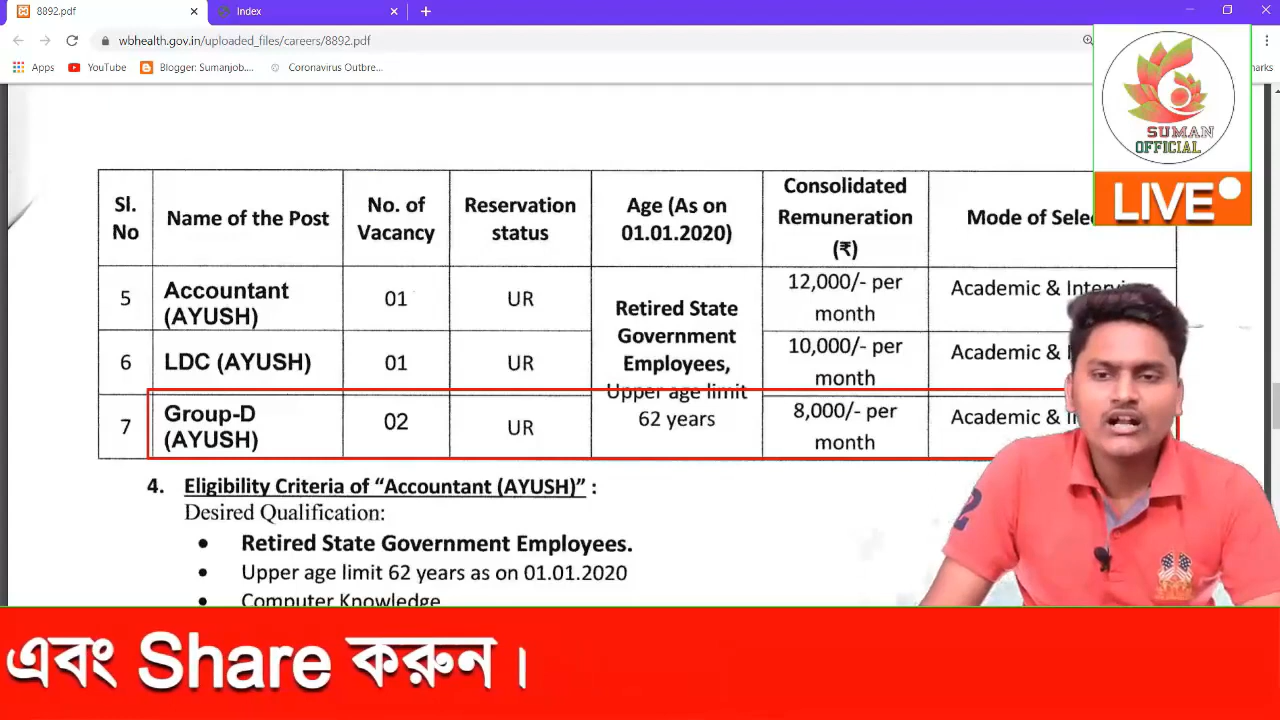 8892.pdf
Index
wbhealth.gov.in/uploaded_files/careers/8892.pdf
Apps
YouTube
Blogger: Sumanjob....
Coronavirus Outbre...
SUMAN
OFFICIAL
LIVE
Sl. No
Name of the Post
No. of Vacancy
Reservation status
Age (As on 01.01.2020)
Consolidated Remuneration (₹)
Mode of
5
Accountant (AYUSH)
01
UR
Retired State Government Employees, Upper age limit 62 years
12,000/- per month
Academic &
6
LDC (AYUSH)
01
UR
10,000/- per month
Academic &
7
Group-D (AYUSH)
02
UR
8,000/- per month
Academic &
4. Eligibility Criteria of “Accountant (AYUSH)” :
Desired Qualification:
• Retired State Government Employees.
• Upper age limit 62 years as on 01.01.2020
• Computer Knowledge
এবং Share করুন।